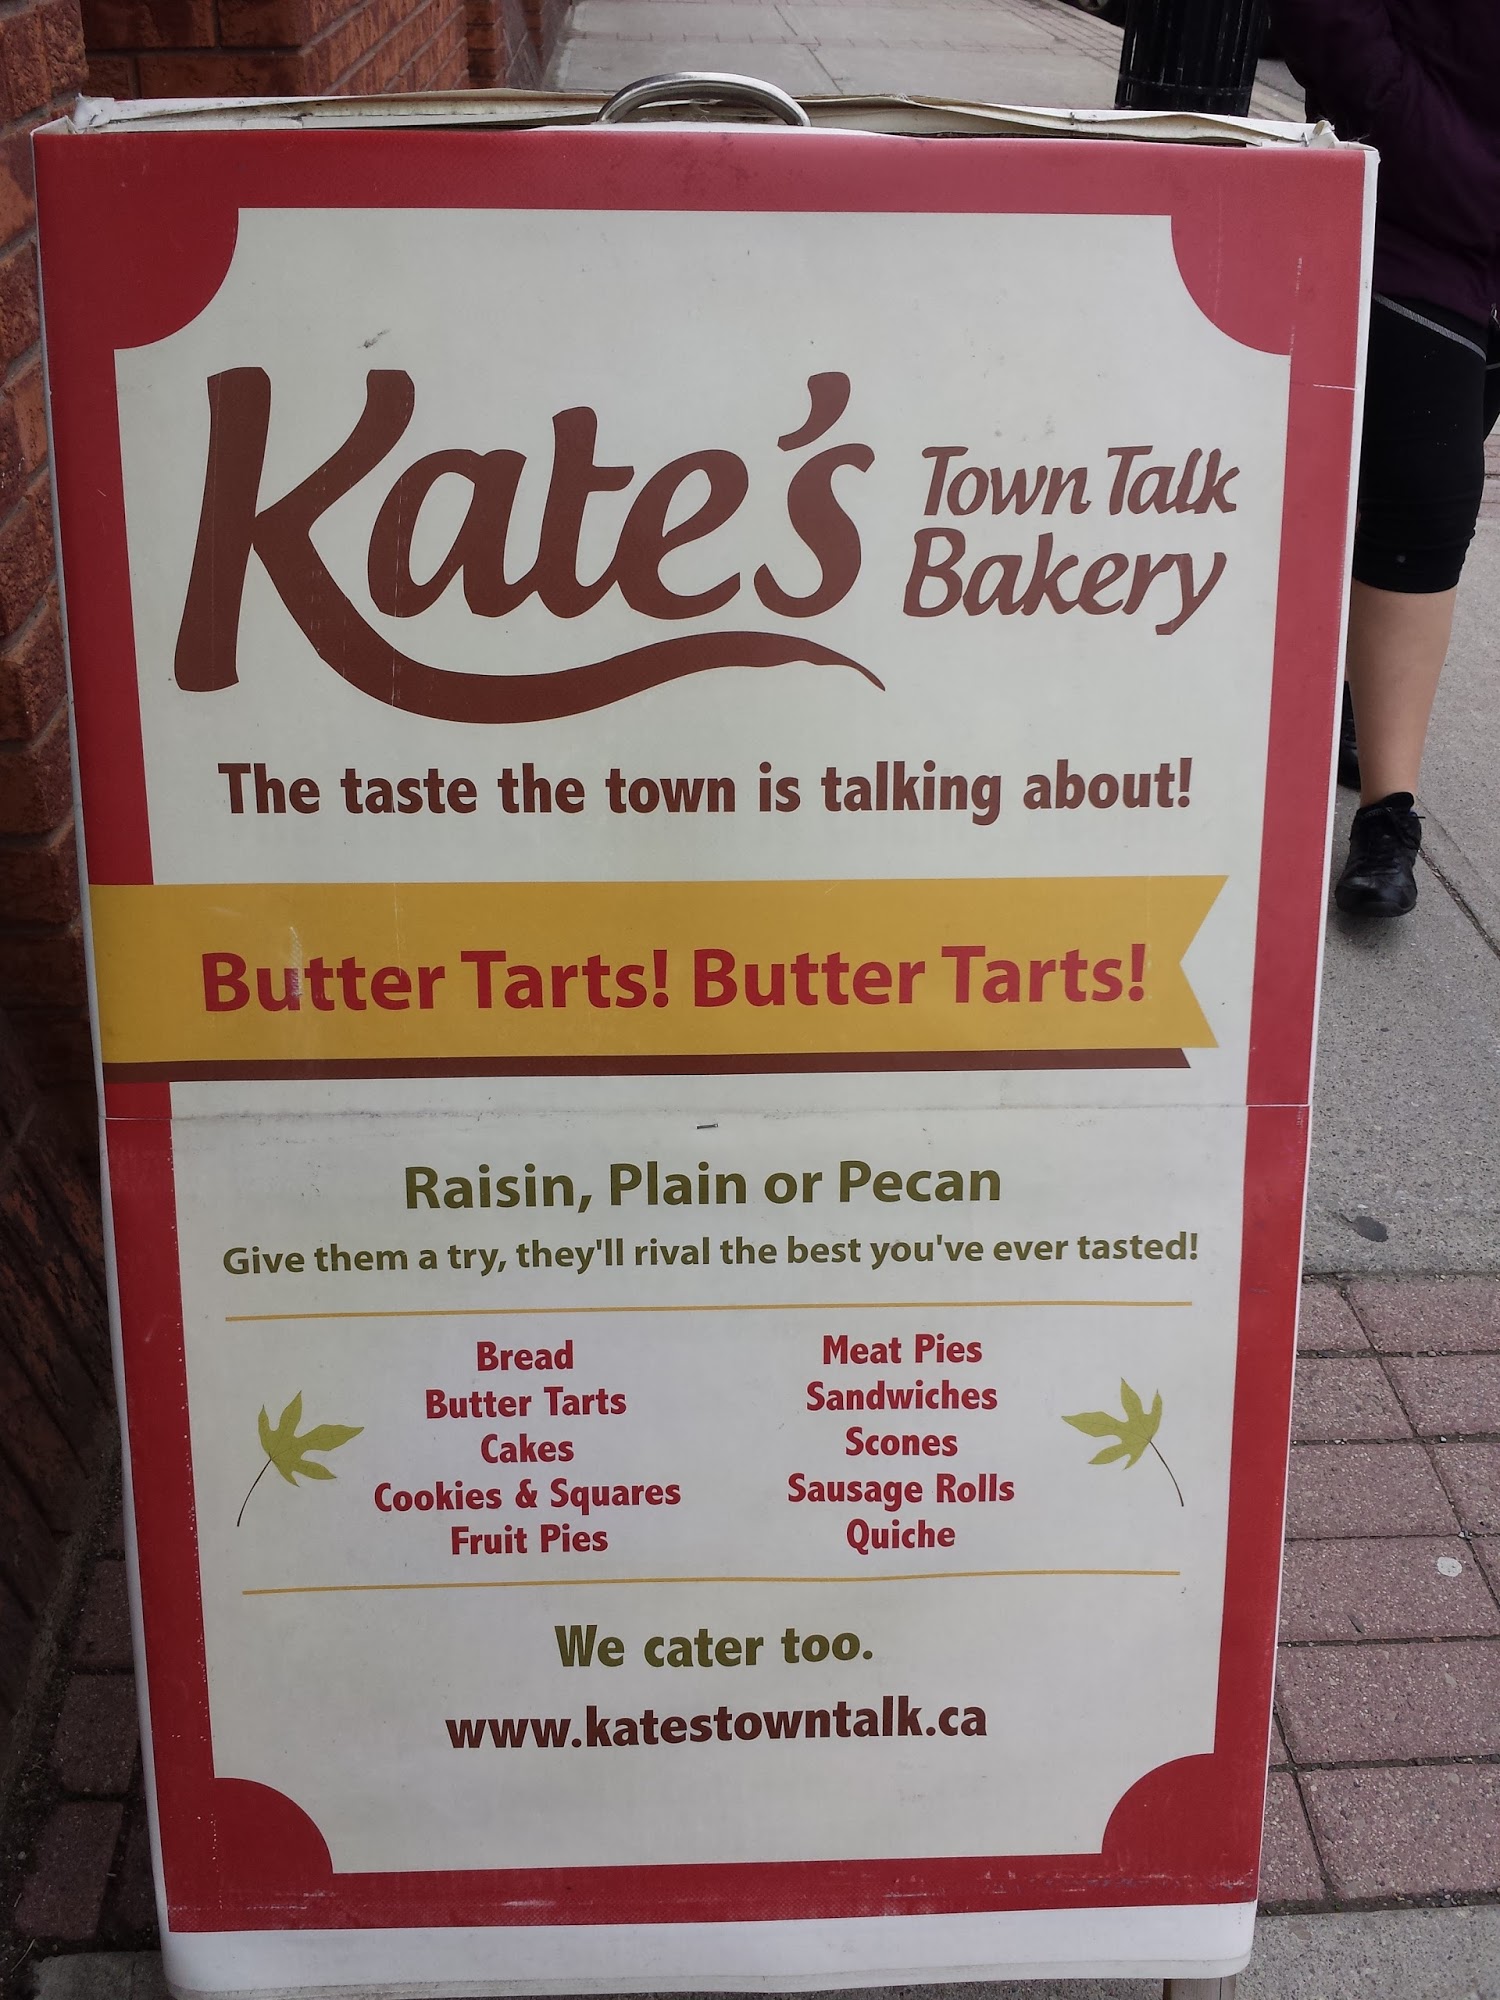 Kate's Town Talk
Bakery
The taste the town is talking about!
Butter Tarts! Butter Tarts!
Raisin, Plain or Pecan
Give them a try, they'll rival the best you've ever tasted!
Bread
Butter Tarts
Cakes
Cookies & Squares
Fruit Pies
Meat Pies
Sandwiches
Scones
Sausage Rolls
Quiche
We cater too.
www.katestowntalk.ca